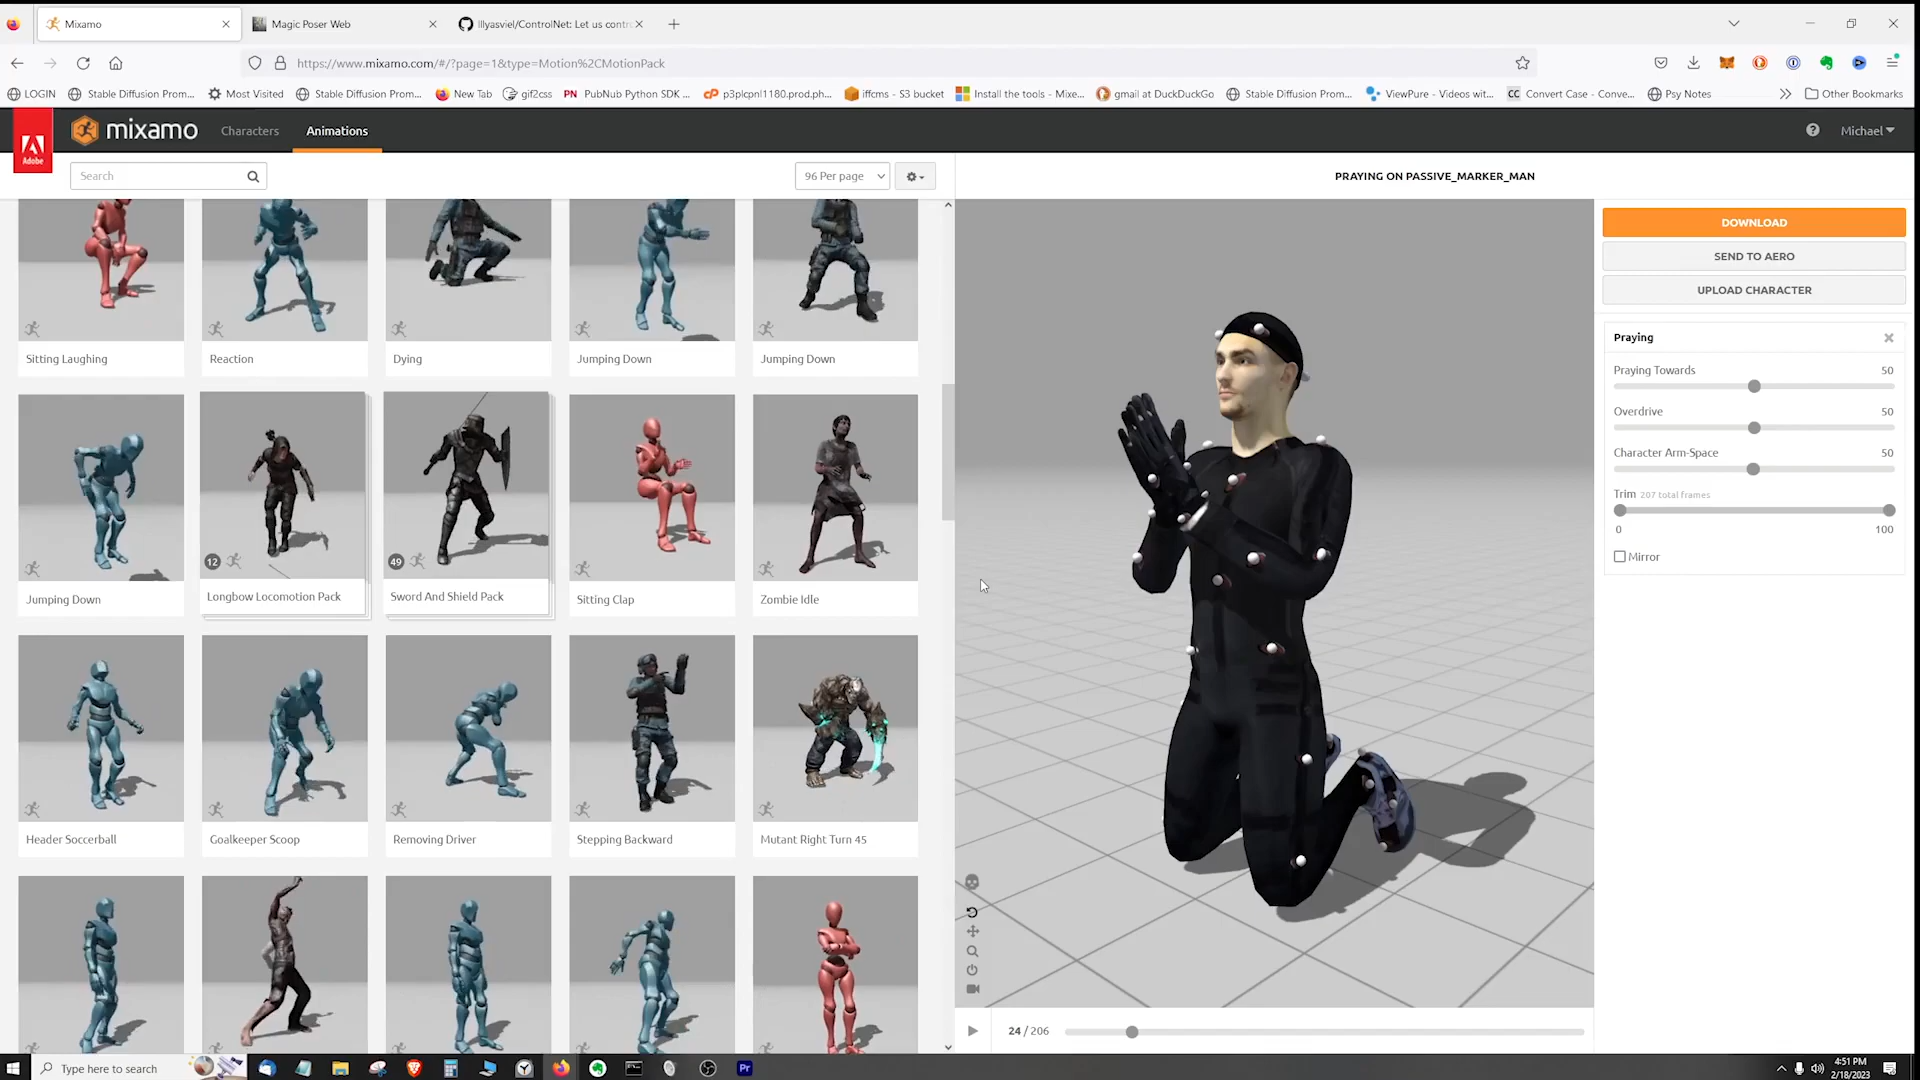 Mixamo
Magic Poser Web
lllyasviel/ControlNet: Let us contro
https://www.mixamo.com/#/?page=1&type=Motion%2CMotionPack
LOGIN
Stable Diffusion Prom...
Most Visited
Stable Diffusion Prom...
New Tab
gif2css
PN PubNub Python SDK ...
cP p3plcpnl1180.prod.ph...
iffcms - S3 bucket
Install the tools - Mixe...
gmail at DuckDuckGo
Stable Diffusion Prom...
ViewPure - Videos wit...
CC Convert Case - Conve...
Psy Notes
Other Bookmarks
Adobe
mixamo
Characters
Animations
Michael
Search
96 Per page
PRAYING ON PASSIVE_MARKER_MAN
DOWNLOAD
SEND TO AERO
UPLOAD CHARACTER
Praying
Praying Towards 50
Overdrive 50
Character Arm-Space 50
Trim 207 total frames
0 100
Mirror
Sitting Laughing
Reaction
Dying
Jumping Down
Jumping Down
12
49
Jumping Down
Longbow Locomotion Pack
Sword And Shield Pack
Sitting Clap
Zombie Idle
Header Soccerball
Goalkeeper Scoop
Removing Driver
Stepping Backward
Mutant Right Turn 45
24 / 206
Type here to search
Pr
4:51 PM
2/18/2023